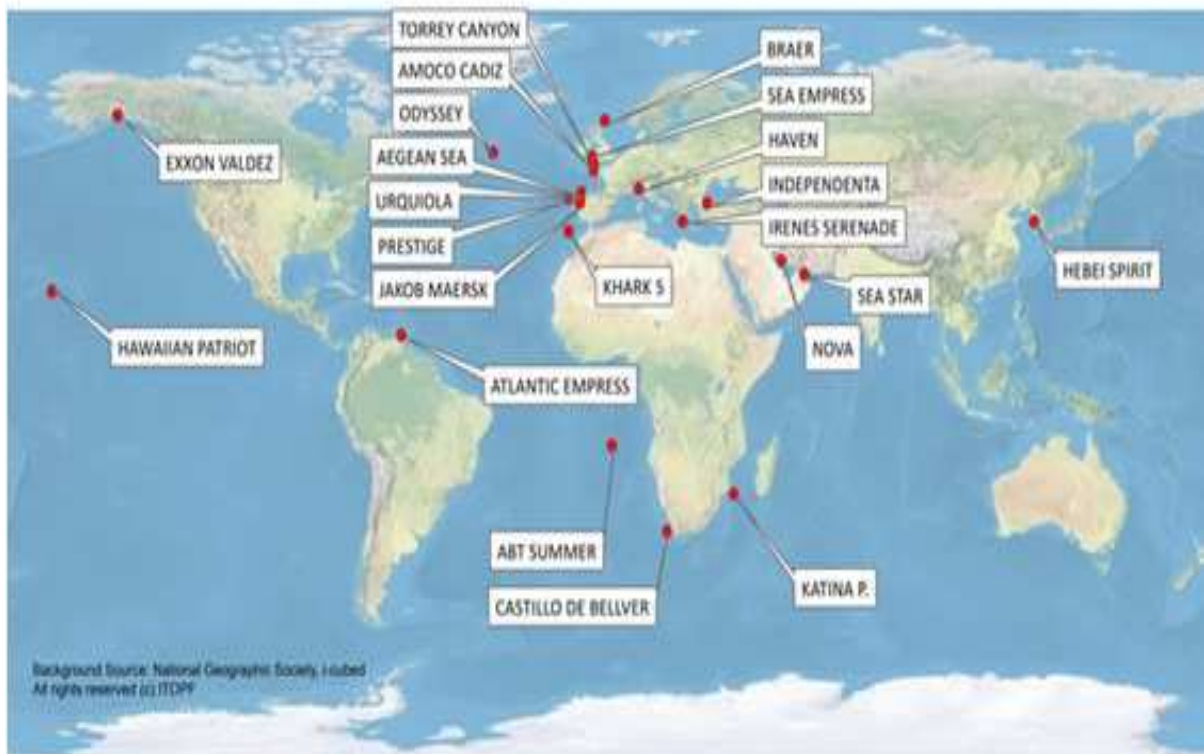 TORREY CANYON
BRAER
AMOCO CADIZ
SEA EMPRESS
ODYSSEY
HAVEN
AEGEAN SEA
EXXON VALDEZ
INDEPENDENTA
URQUIOLA
IRENES SERENADE
PRESTIGE
HEBEI SPIRIT
JAKOB MAERSK
KHARK 5
SEA STAR
HAWAIIAN PATRIOT
NOVA
ATLANTIC EMPRESS
ABT SUMMER
KATINA P.
CASTILLO DE BELLVER
Background Source: National Geographic Society, i-cubed
All rights reserved (c) ITOPF